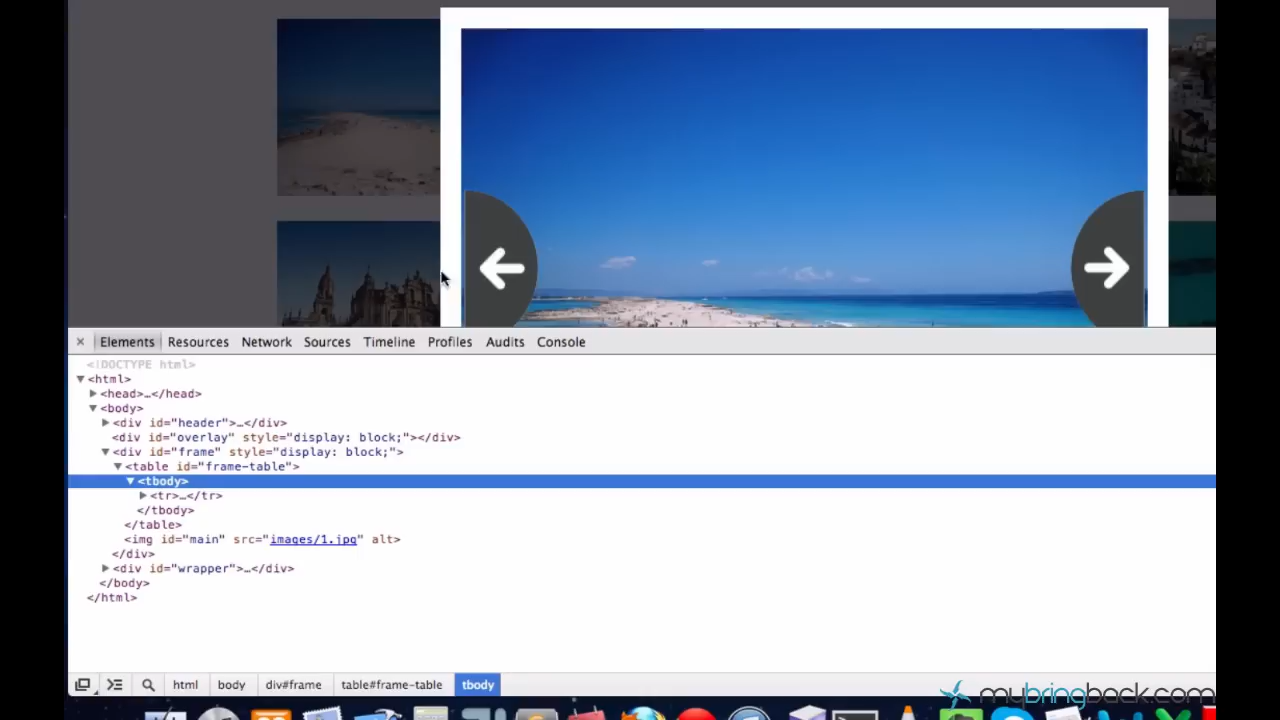 Elements Resources Network Sources Timeline Profiles Audits Console
<!DOCTYPE html>
<html>
<head>…</head>
<body>
<div id="header">…</div>
<div id="overlay" style="display: block;"></div>
<div id="frame" style="display: block;">
<table id="frame-table">
<tbody>
<tr>…</tr>
</tbody>
</table>
<img id="main" src="images/1.jpg" alt>
</div>
<div id="wrapper">…</div>
</body>
</html>
html body div#frame table#frame-table tbody
mybringback.com